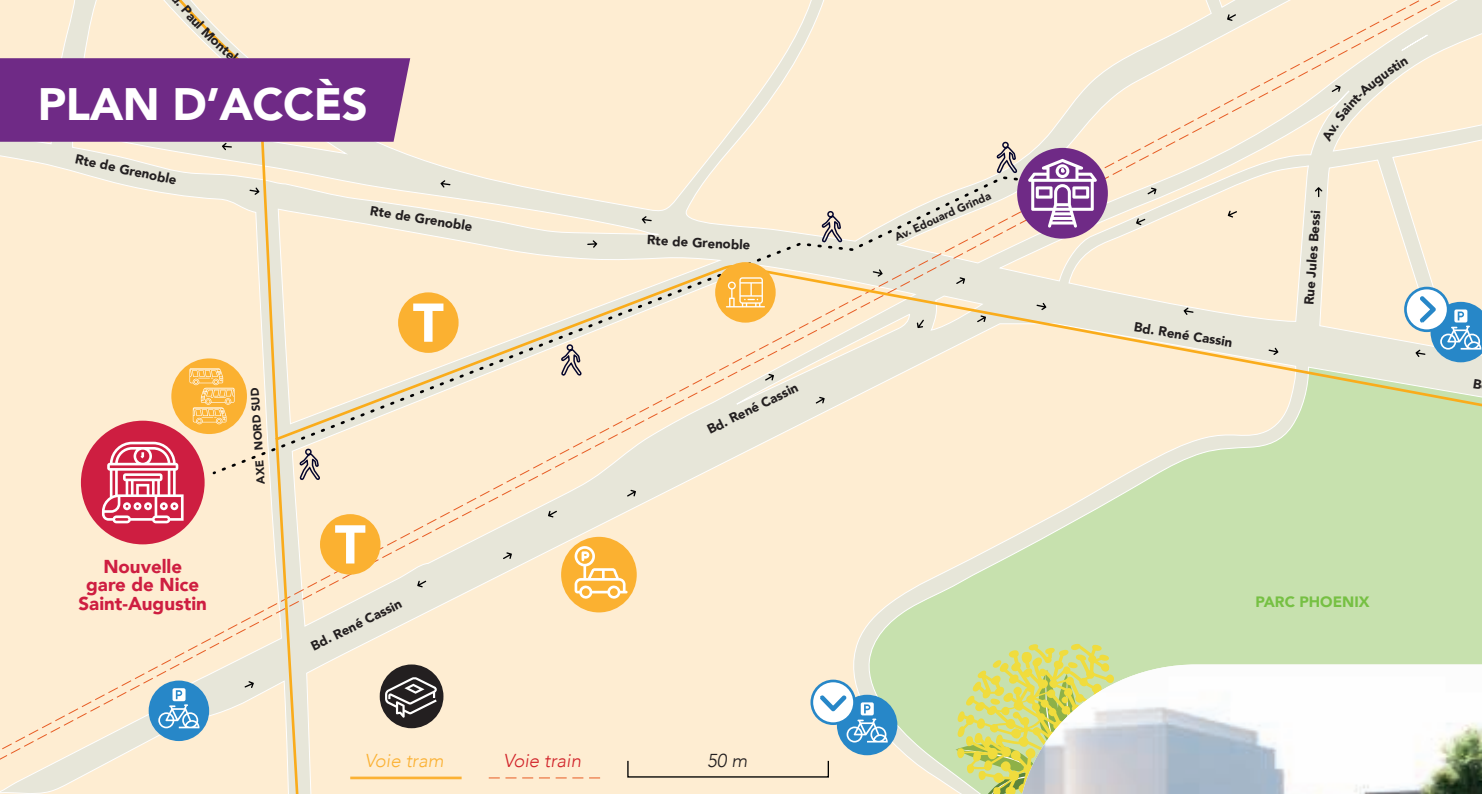 d. Paul Montel
PLAN D'ACCÈS
Rte de Grenoble
Rte de Grenoble
Rte de Grenoble
Av. Edouard Grinda
Av. Saint-Augustin
Rue Jules Bessi
Bd. René Cassin
T
P
AXE NORD SUD
Bd. René Cassin
T
P
Nouvelle
gare de Nice
Saint-Augustin
Bd. René Cassin
PARC PHOENIX
P
P
Voie tram
Voie train
50 m